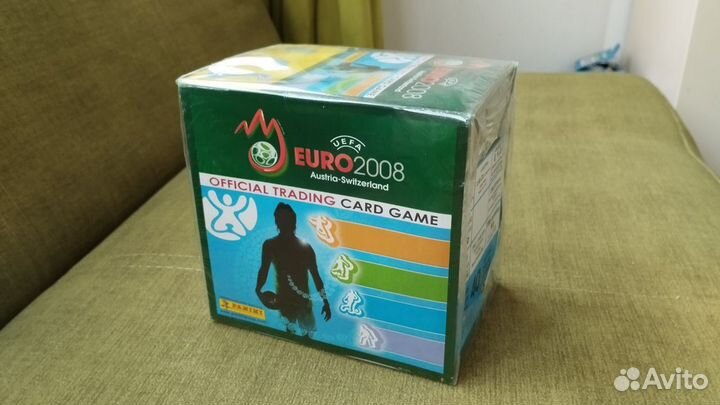 UEFA
EURO2008
Austria-Switzerland
OFFICIAL TRADING CARD GAME
PANINI
Avito